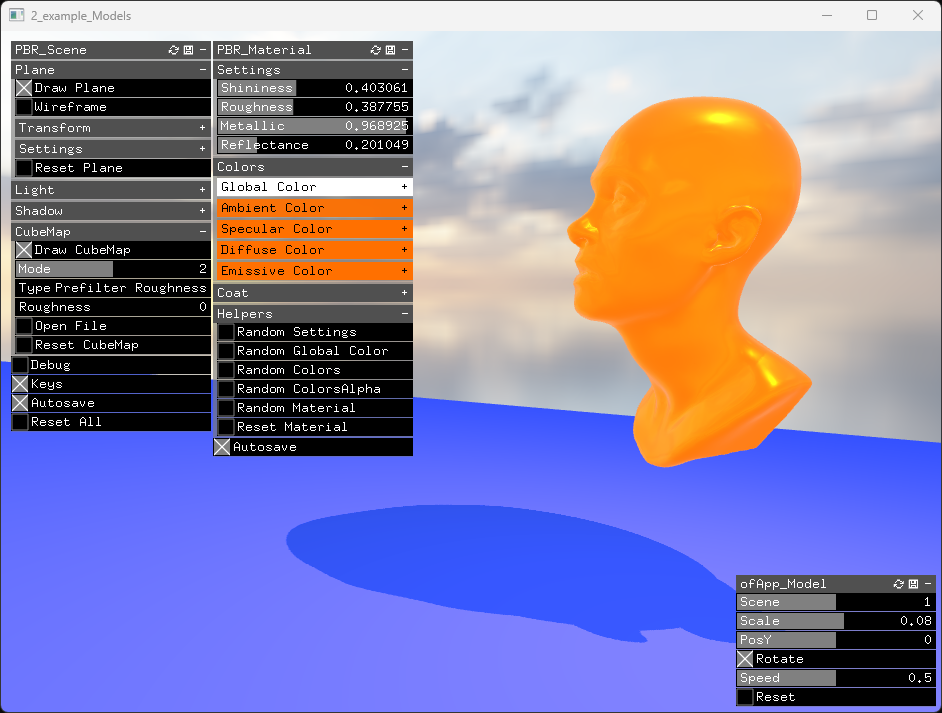 2_example_Models
PBR_Scene
Plane
Draw Plane
Wireframe
Transform +
Settings +
Reset Plane
Light +
Shadow +
CubeMap
Draw CubeMap
Mode 2
Type Prefilter Roughness
Roughness 0
Open File
Reset CubeMap
Debug
Keys
Autosave
Reset All
PBR_Material
Settings
Shininess 0.403061
Roughness 0.387755
Metallic 0.968925
Reflectance 0.201049
Colors
Global Color +
Ambient Color +
Specular Color +
Diffuse Color +
Emissive Color +
Coat +
Helpers
Random Settings
Random Global Color
Random Colors
Random ColorsAlpha
Random Material
Reset Material
Autosave
ofApp_Model
Scene 1
Scale 0.08
PosY 0
Rotate
Speed 0.5
Reset